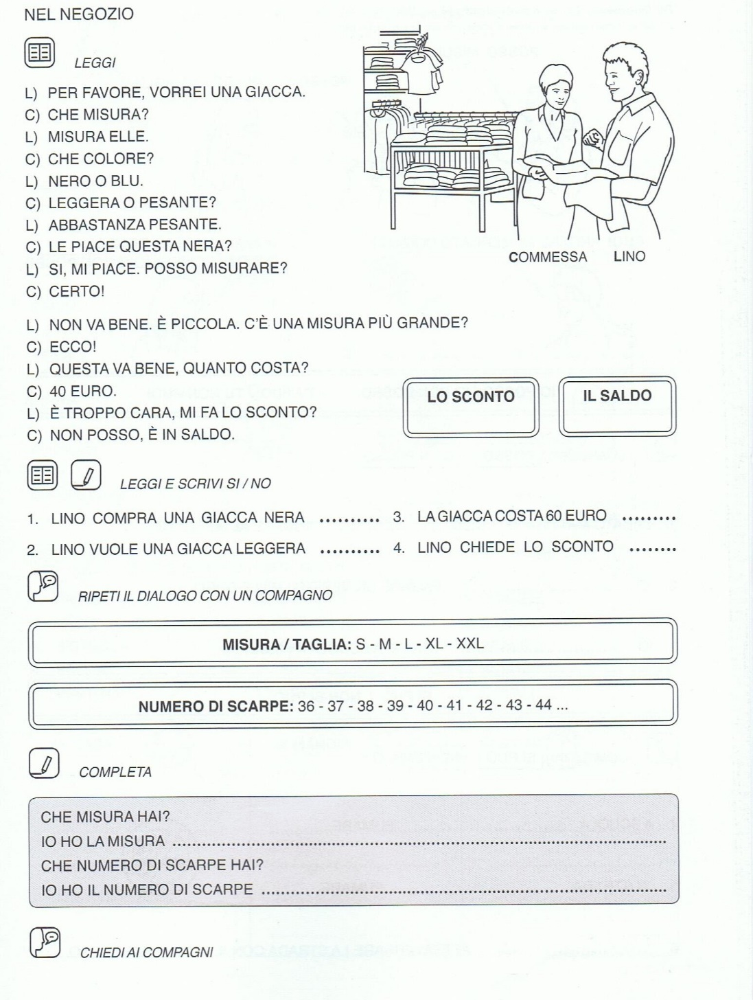 NEL NEGOZIO
LEGGI
L) PER FAVORE, VORREI UNA GIACCA.
C) CHE MISURA?
L) MISURA ELLE.
C) CHE COLORE?
L) NERO O BLU.
C) LEGGERA O PESANTE?
L) ABBASTANZA PESANTE.
C) LE PIACE QUESTA NERA?
L) SI, MI PIACE. POSSO MISURARE?
C) CERTO!
COMMESSA LINO
L) NON VA BENE. È PICCOLA. C'È UNA MISURA PIÙ GRANDE?
C) ECCO!
L) QUESTA VA BENE, QUANTO COSTA?
C) 40 EURO.
L) È TROPPO CARA, MI FA LO SCONTO?
C) NON POSSO, È IN SALDO.
LO SCONTO
IL SALDO
LEGGI E SCRIVI SI / NO
1. LINO COMPRA UNA GIACCA NERA .......... 3. LA GIACCA COSTA 60 EURO .........
2. LINO VUOLE UNA GIACCA LEGGERA .......... 4. LINO CHIEDE LO SCONTO ........
RIPETI IL DIALOGO CON UN COMPAGNO
MISURA / TAGLIA: S - M - L - XL - XXL
NUMERO DI SCARPE: 36 - 37 - 38 - 39 - 40 - 41 - 42 - 43 - 44 ...
COMPLETA
CHE MISURA HAI?
IO HO LA MISURA ..........................................................................................
CHE NUMERO DI SCARPE HAI?
IO HO IL NUMERO DI SCARPE ..........................................................................
CHIEDI AI COMPAGNI